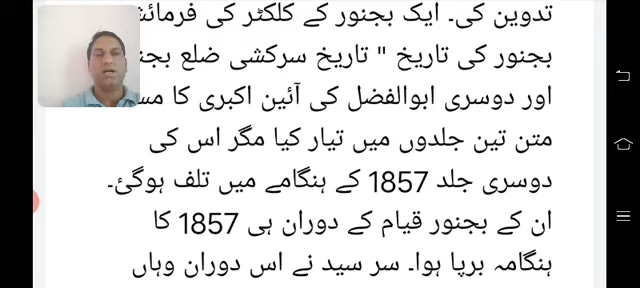 تدوین کی۔ ایک بجنور کے کلکٹر کی
بجنور کی تاریخ " تاریخ سرکشی ضلع
اور دوسری ابوالفضل کی آئین اکبری کا
متن تین جلدوں میں تیار کیا مگر اس کی
دوسری جلد 1857 کے ہنگامے میں تلف ہوگئ۔
ان کے بجنور قیام کے دوران ہی 1857 کا
ہنگامہ برپا ہوا۔ سر سید نے اس دوران وہاں